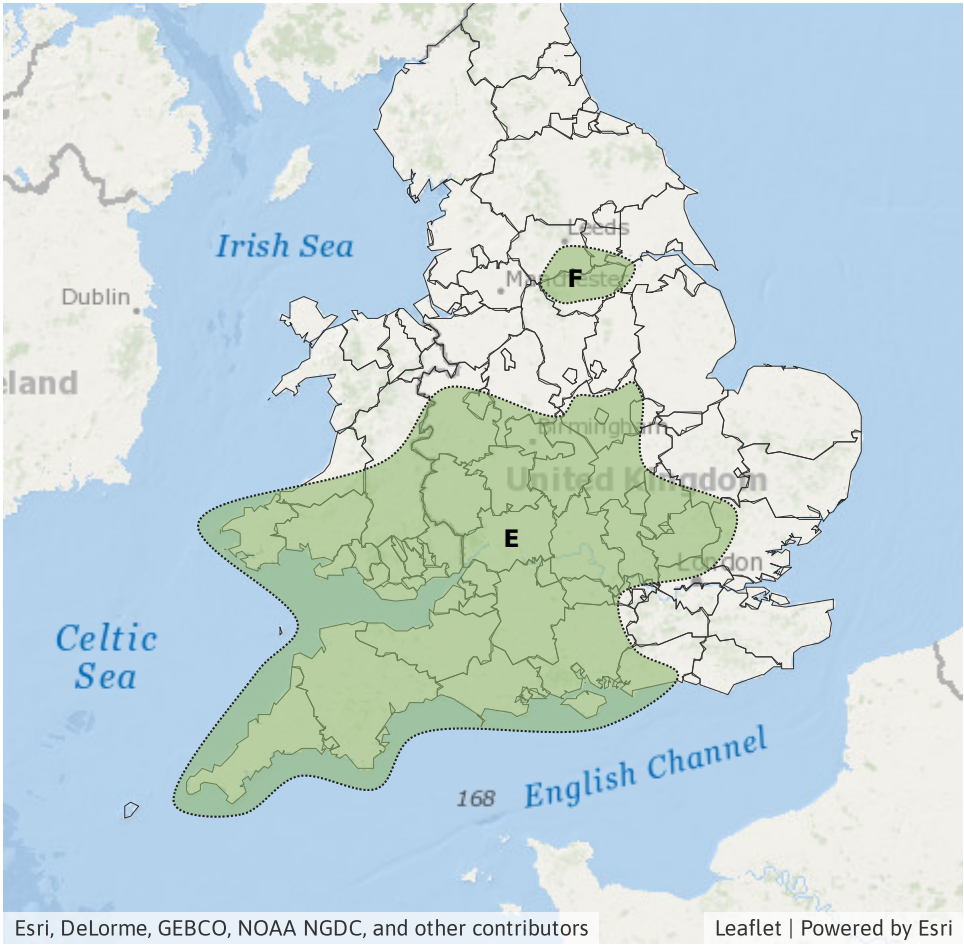 Leeds
Irish Sea
F
Manchester
Dublin
eland
Birmingham
United Kingdom
E
London
Celtic
Sea
English Channel
168
Esri, DeLorme, GEBCO, NOAA NGDC, and other contributors
Leaflet | Powered by Esri